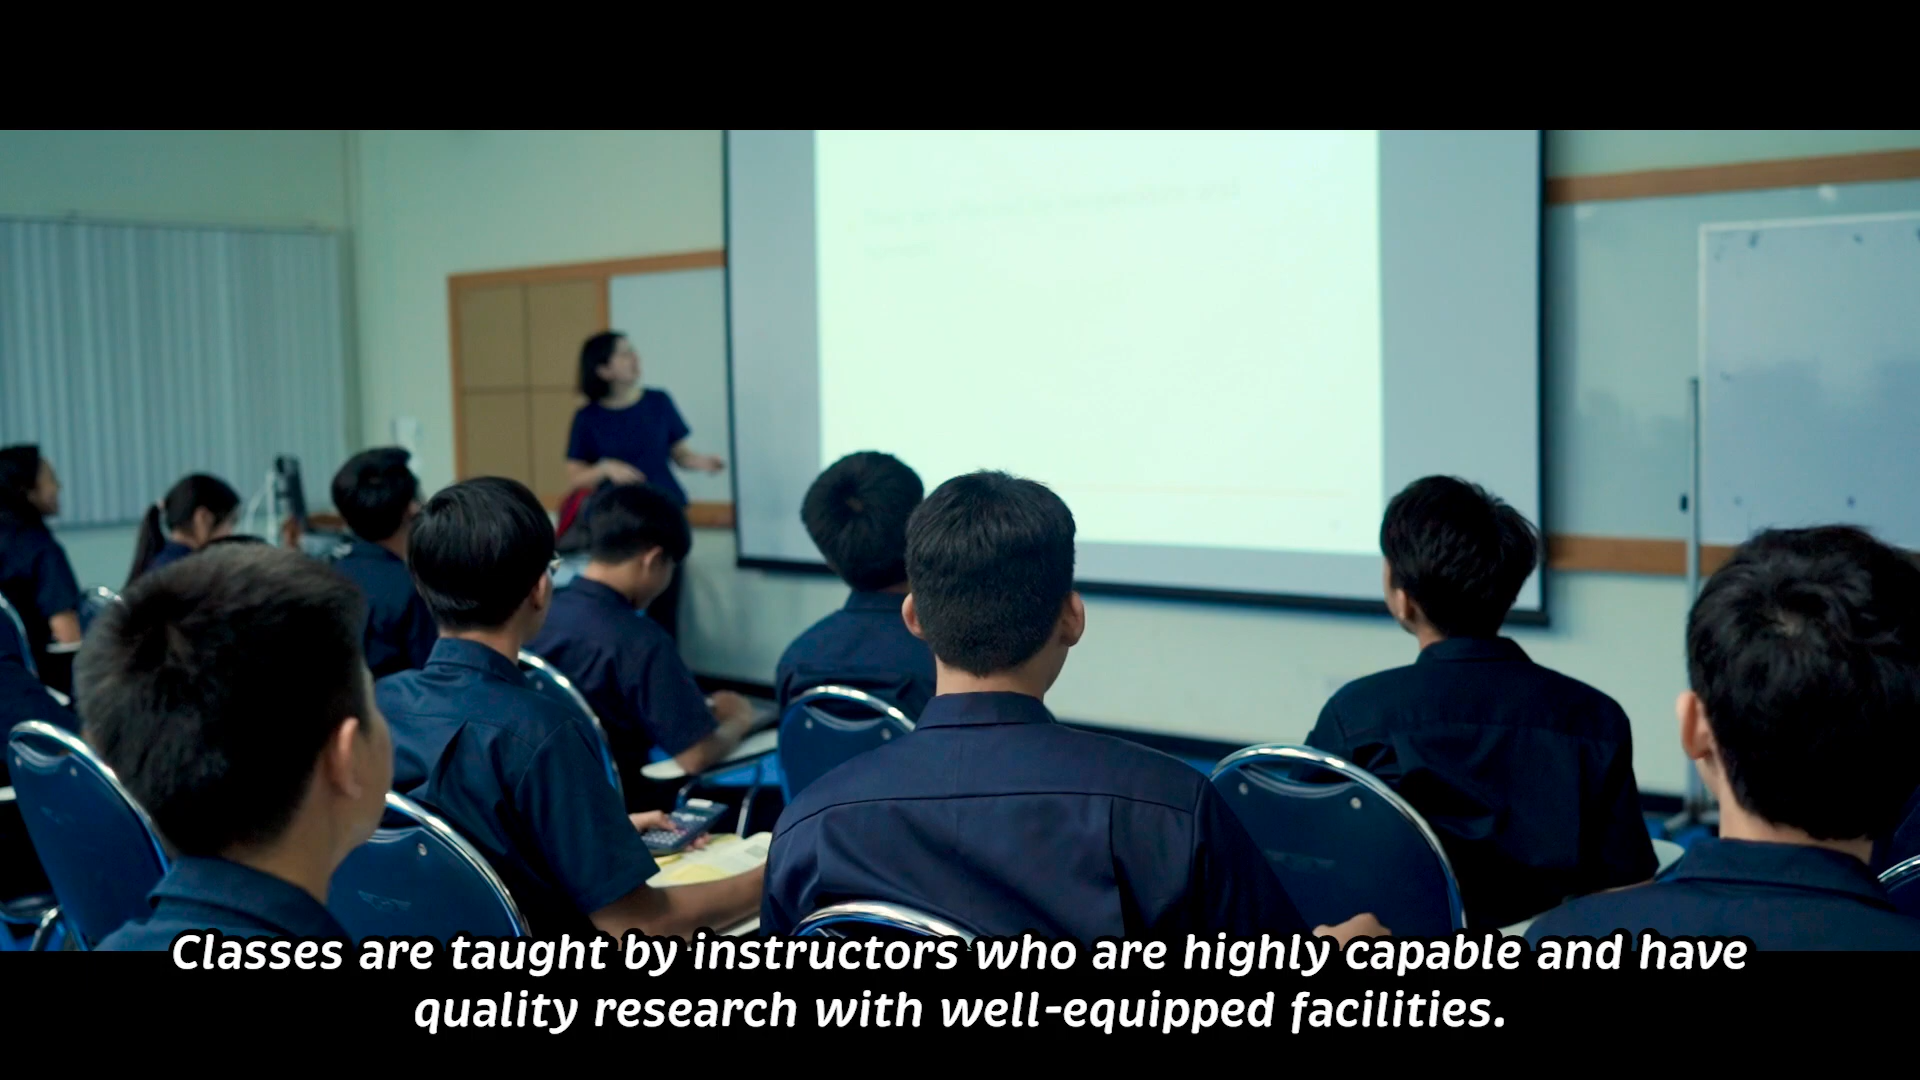 Classes are taught by instructors who are highly capable and have
quality research with well-equipped facilities.